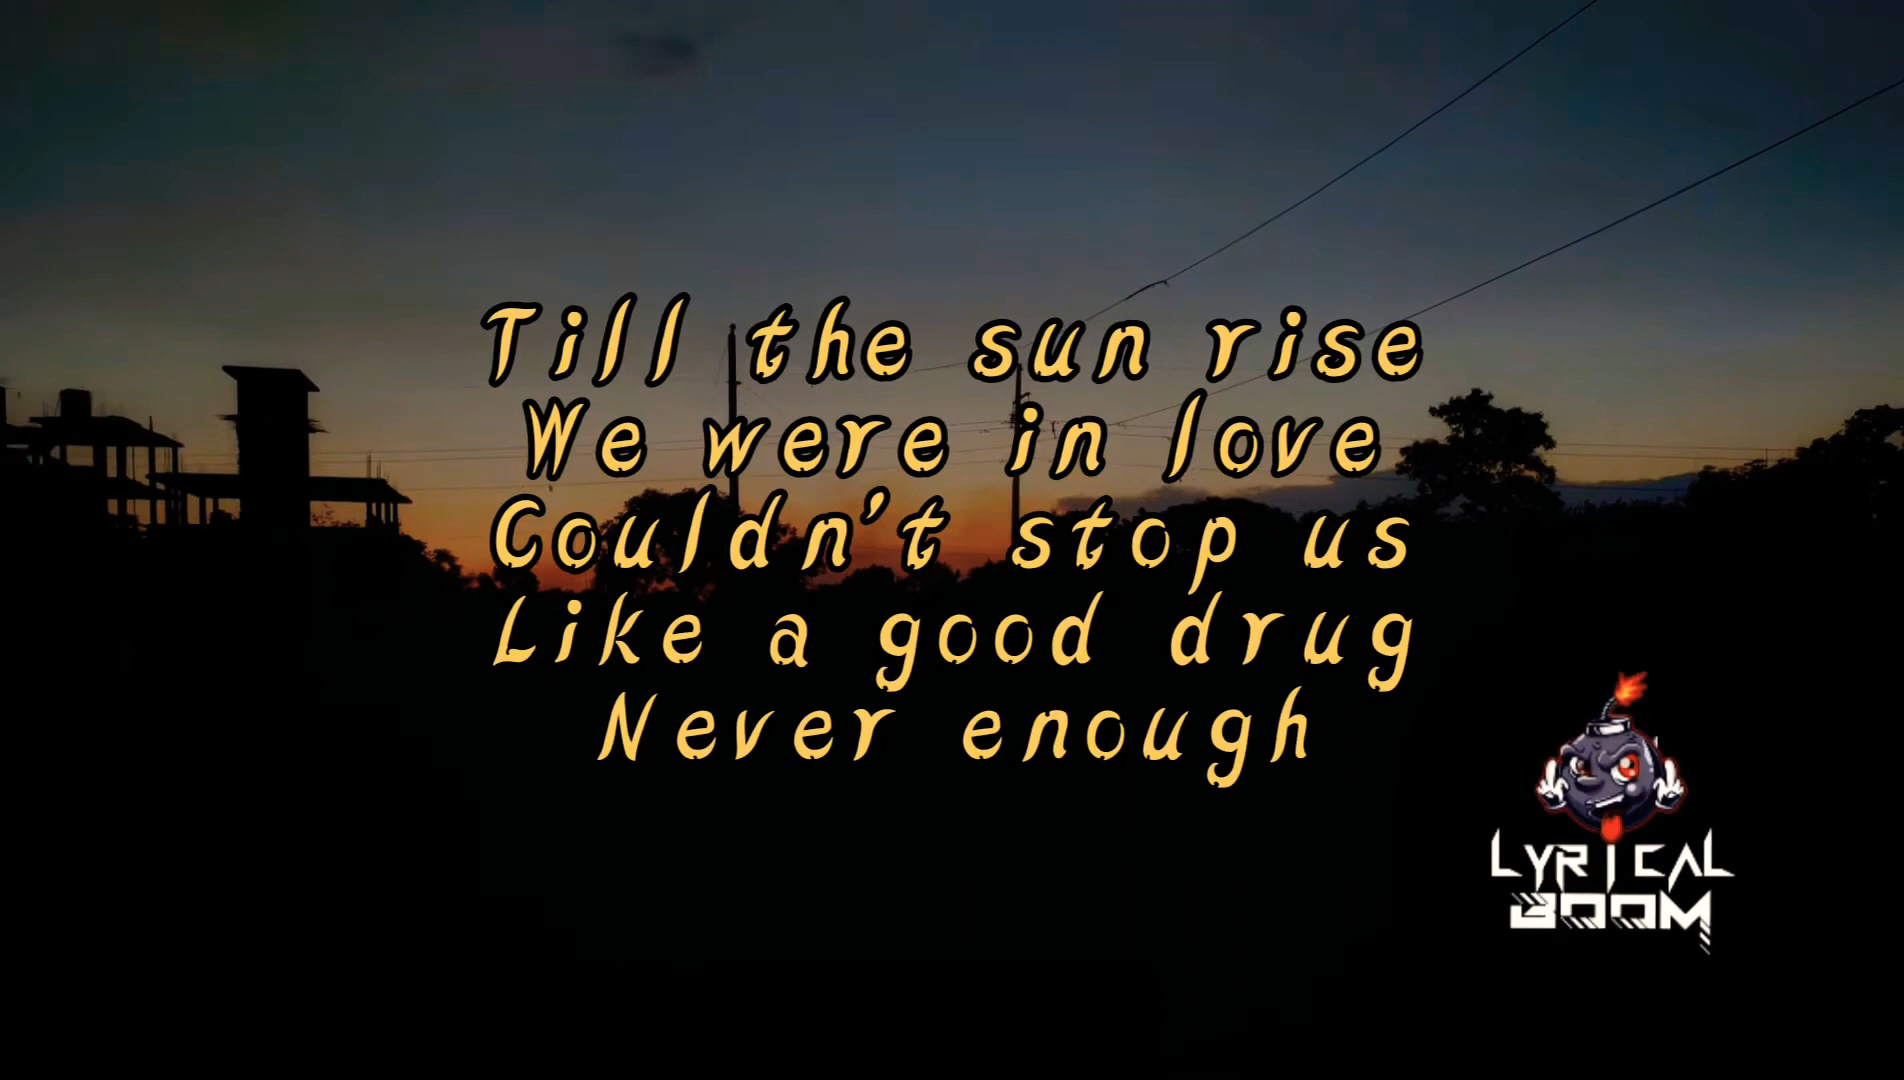 Till the sun rise
We were in love
Couldn't stop us
Like a good drug
Never enough
LYRICAL
BOOM